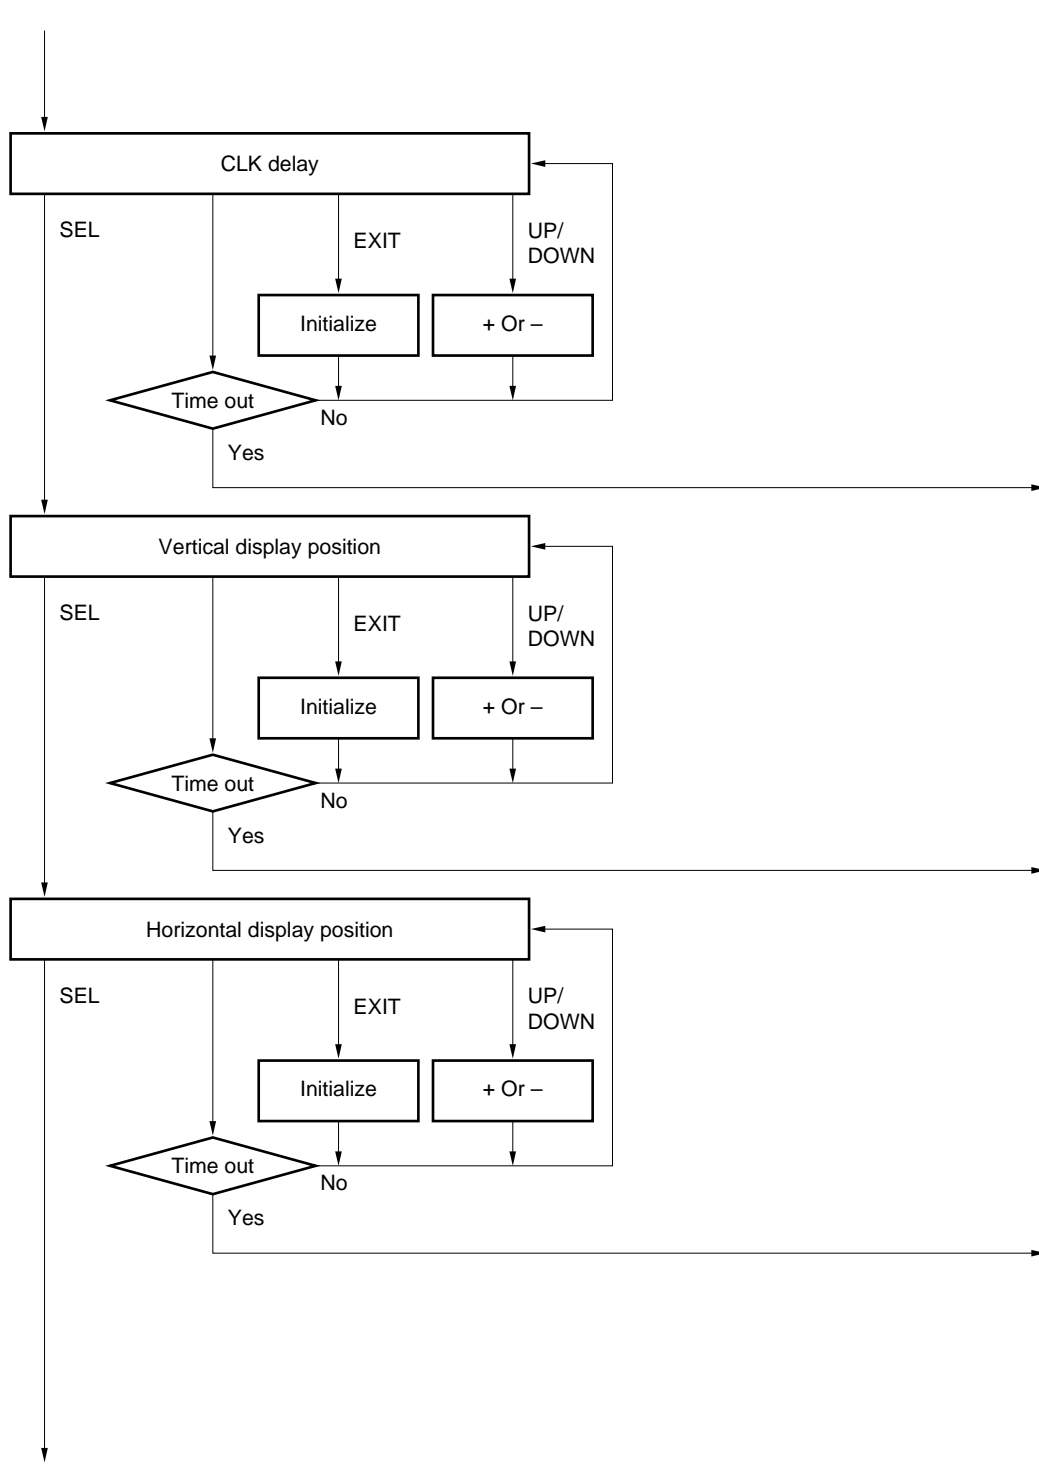 CLK delay
SEL
EXIT
UP/
DOWN
Initialize
+ Or –
Time out
No
Yes
Vertical display position
SEL
EXIT
UP/
DOWN
Initialize
+ Or –
Time out
No
Yes
Horizontal display position
SEL
EXIT
UP/
DOWN
Initialize
+ Or –
Time out
No
Yes